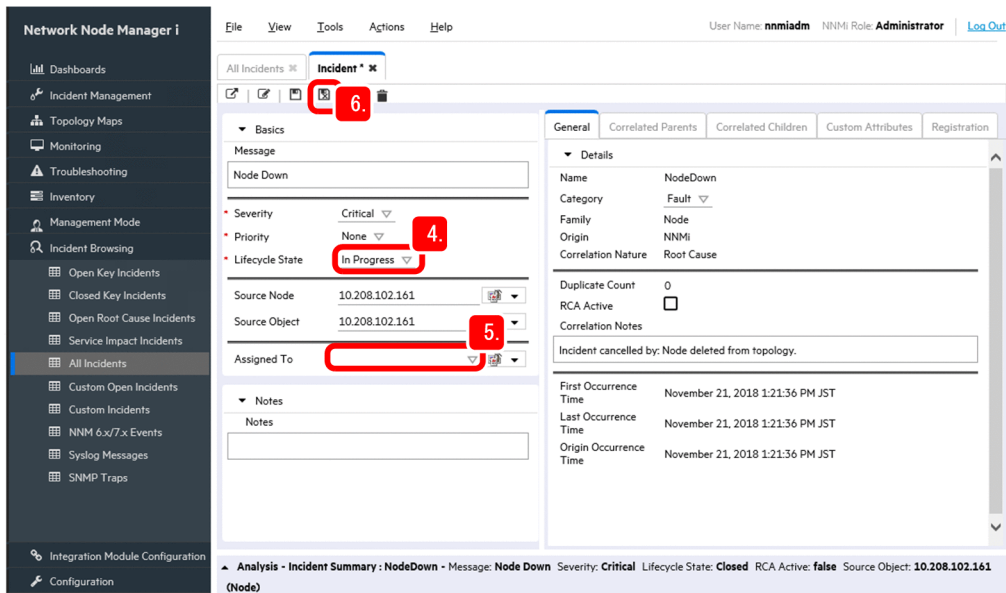 Network Node Manager i
File View Tools Actions Help
User Name: nnmiadm NNMi Role: Administrator Log Out
Dashboards
Incident Management
Topology Maps
Monitoring
Troubleshooting
Inventory
Management Mode
Incident Browsing
Open Key Incidents
Closed Key Incidents
Open Root Cause Incidents
Service Impact Incidents
All Incidents
Custom Open Incidents
Custom Incidents
NNM 6.x/7.x Events
Syslog Messages
SNMP Traps
Integration Module Configuration
Configuration
All Incidents
Incident *
6.
Basics
Message
Node Down
* Severity Critical
* Priority None
4.
* Lifecycle State In Progress
Source Node 10.208.102.161
Source Object 10.208.102.161
5.
Assigned To
Notes
Notes
General Correlated Parents Correlated Children Custom Attributes Registration
Details
Name NodeDown
Category Fault
Family Node
Origin NNMi
Correlation Nature Root Cause
Duplicate Count 0
RCA Active
Correlation Notes
Incident cancelled by: Node deleted from topology.
First Occurrence
Time
November 21, 2018 1:21:36 PM JST
Last Occurrence
Time
November 21, 2018 1:21:36 PM JST
Origin Occurrence
Time
November 21, 2018 1:21:36 PM JST
Analysis - Incident Summary : NodeDown - Message: Node Down Severity: Critical Lifecycle State: Closed RCA Active: false Source Object: 10.208.102.161
(Node)